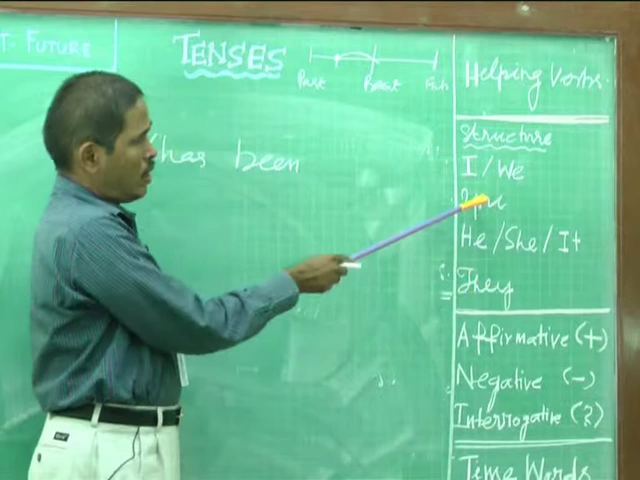 T. FUTURE
TENSES
Past Present Futu
has been
Helping Verbs.
Structure
I / We
You
He / She / It
They
Affirmative (+)
Negative (-)
Interrogative (?)
Time Words